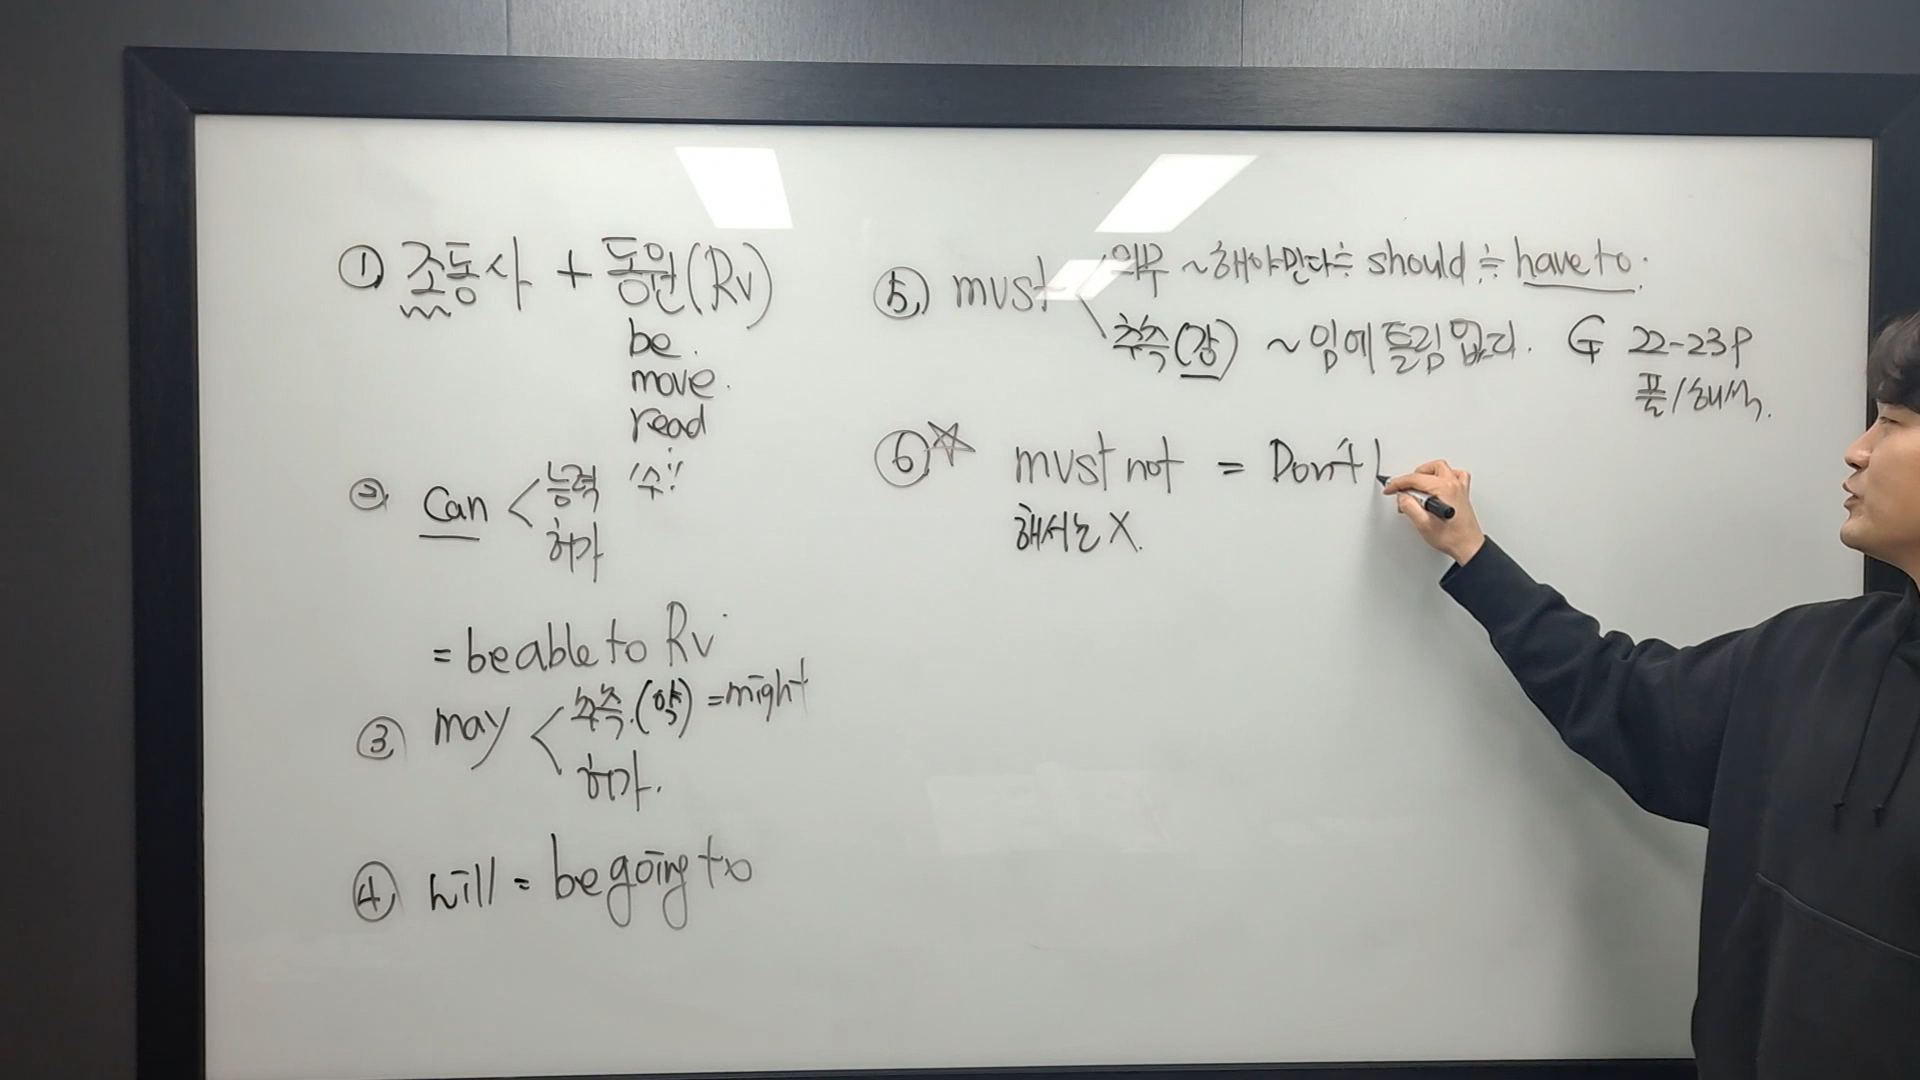 ① 조동사 + 동원(Rv)
be.
move.
read
② Can < 능력 '수'!
허가
= be able to Rv
③ may < 추측.(약) = might
허가.
④ will = be going to
⑤ must < 의무 ~해야만다≒ should ≒ have to.
추측(강) ~임에 틀림없다. G 22-23P
풀/해석.
⑥☆ must not = Don't
해서는 X.